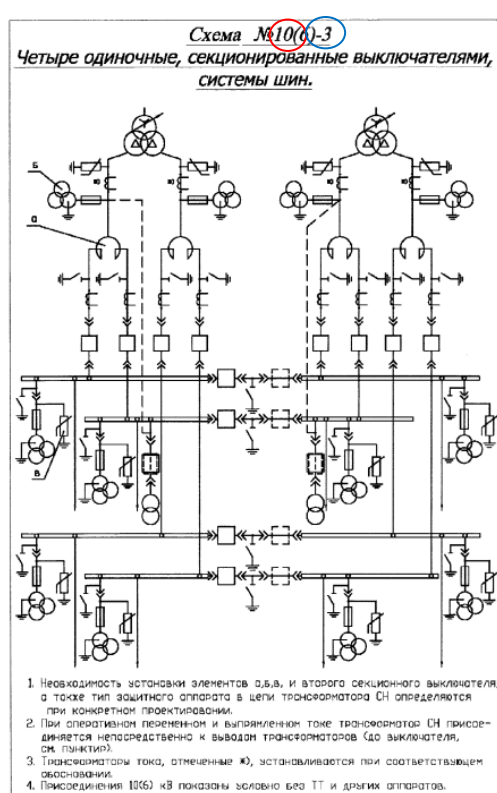 Схема №10(6)-3
Четыре одиночные, секционированные выключателями,
системы шин.
Б
ж
ж
а
в
1. Необходимость установки элементов а,б,в, и второго секционного выключателя,
а также тип защитного аппарата в цепи трансформатора СН определяются
при конкретном проектировании.
2. При оперативном переменном и выпрямленном токе трансформатор СН присое-
диняется непосредственно к выводам трансформаторов (до выключателя,
см. пунктир).
3. Трансформаторы тока, отмеченные ж), устанавливается при соответствующем
обосновании.
4. Присоединения 10(6) кВ показаны условно без ТТ и других аппаратов.